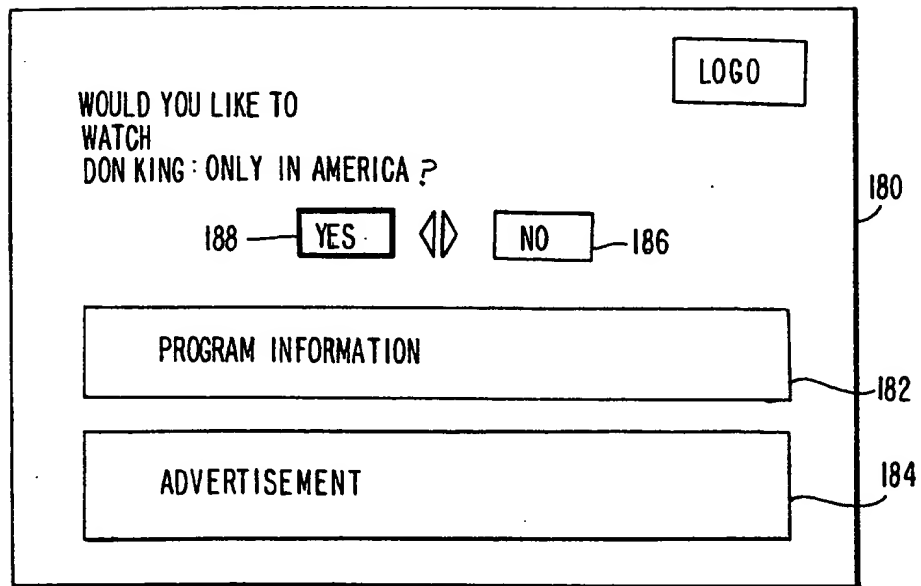 LOGO
WOULD YOU LIKE TO
WATCH
DON KING : ONLY IN AMERICA ?
180
188 YES NO 186
PROGRAM INFORMATION
182
ADVERTISEMENT
184